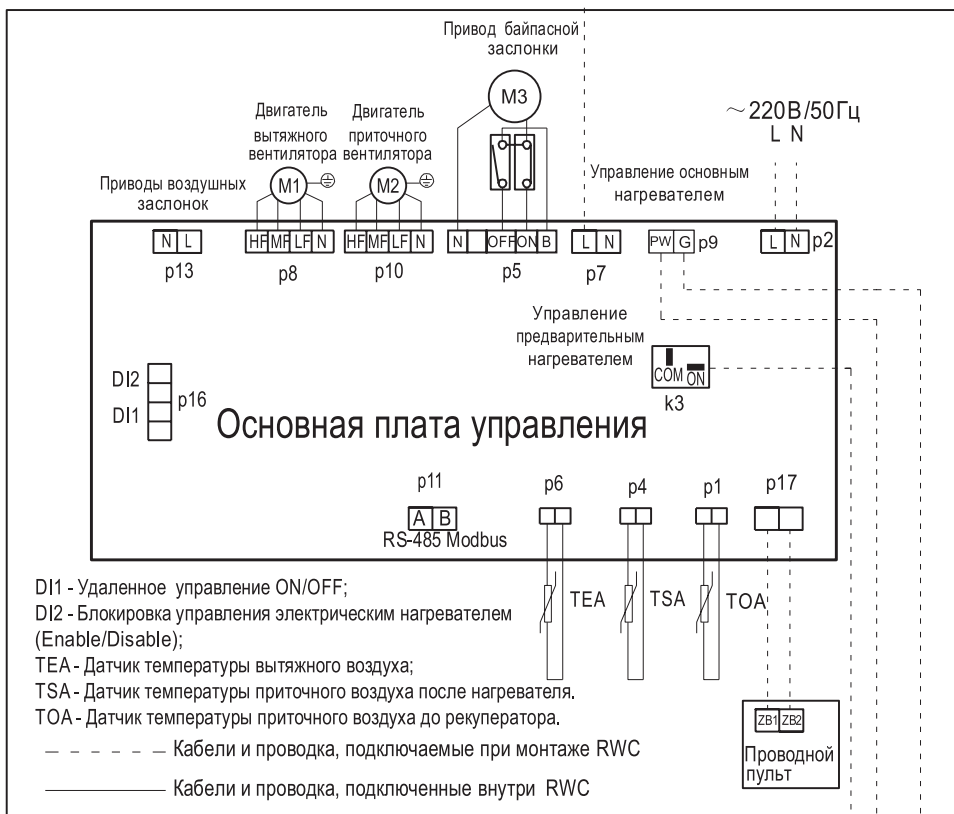 Привод байпасной
заслонки
M3
~220В/50Гц
L N
Двигатель
вытяжного
вентилятора
Двигатель
приточного
вентилятора
M1
M2
Приводы воздушных
заслонок
Управление основным
нагревателем
N L
p13
HF MF LF N
p8
HF MF LF N
p10
N OFF ON B
p5
L N
p7
PW G p9
L N p2
Управление
предварительным
нагревателем
COM ON
k3
DI2
DI1
p16
Основная плата управления
p11
A B
RS-485 Modbus
p6
p4
p1
p17
TEA
TSA
TOA
DI1 - Удаленное управление ON/OFF;
DI2 - Блокировка управления электрическим нагревателем
(Enable/Disable);
TEA - Датчик температуры вытяжного воздуха;
TSA - Датчик температуры приточного воздуха после нагревателя.
TOA - Датчик температуры приточного воздуха до рекуператора.
Кабели и проводка, подключаемые при монтаже RWC
Кабели и проводка, подключенные внутри RWC
ZB1 ZB2
Проводной
пульт